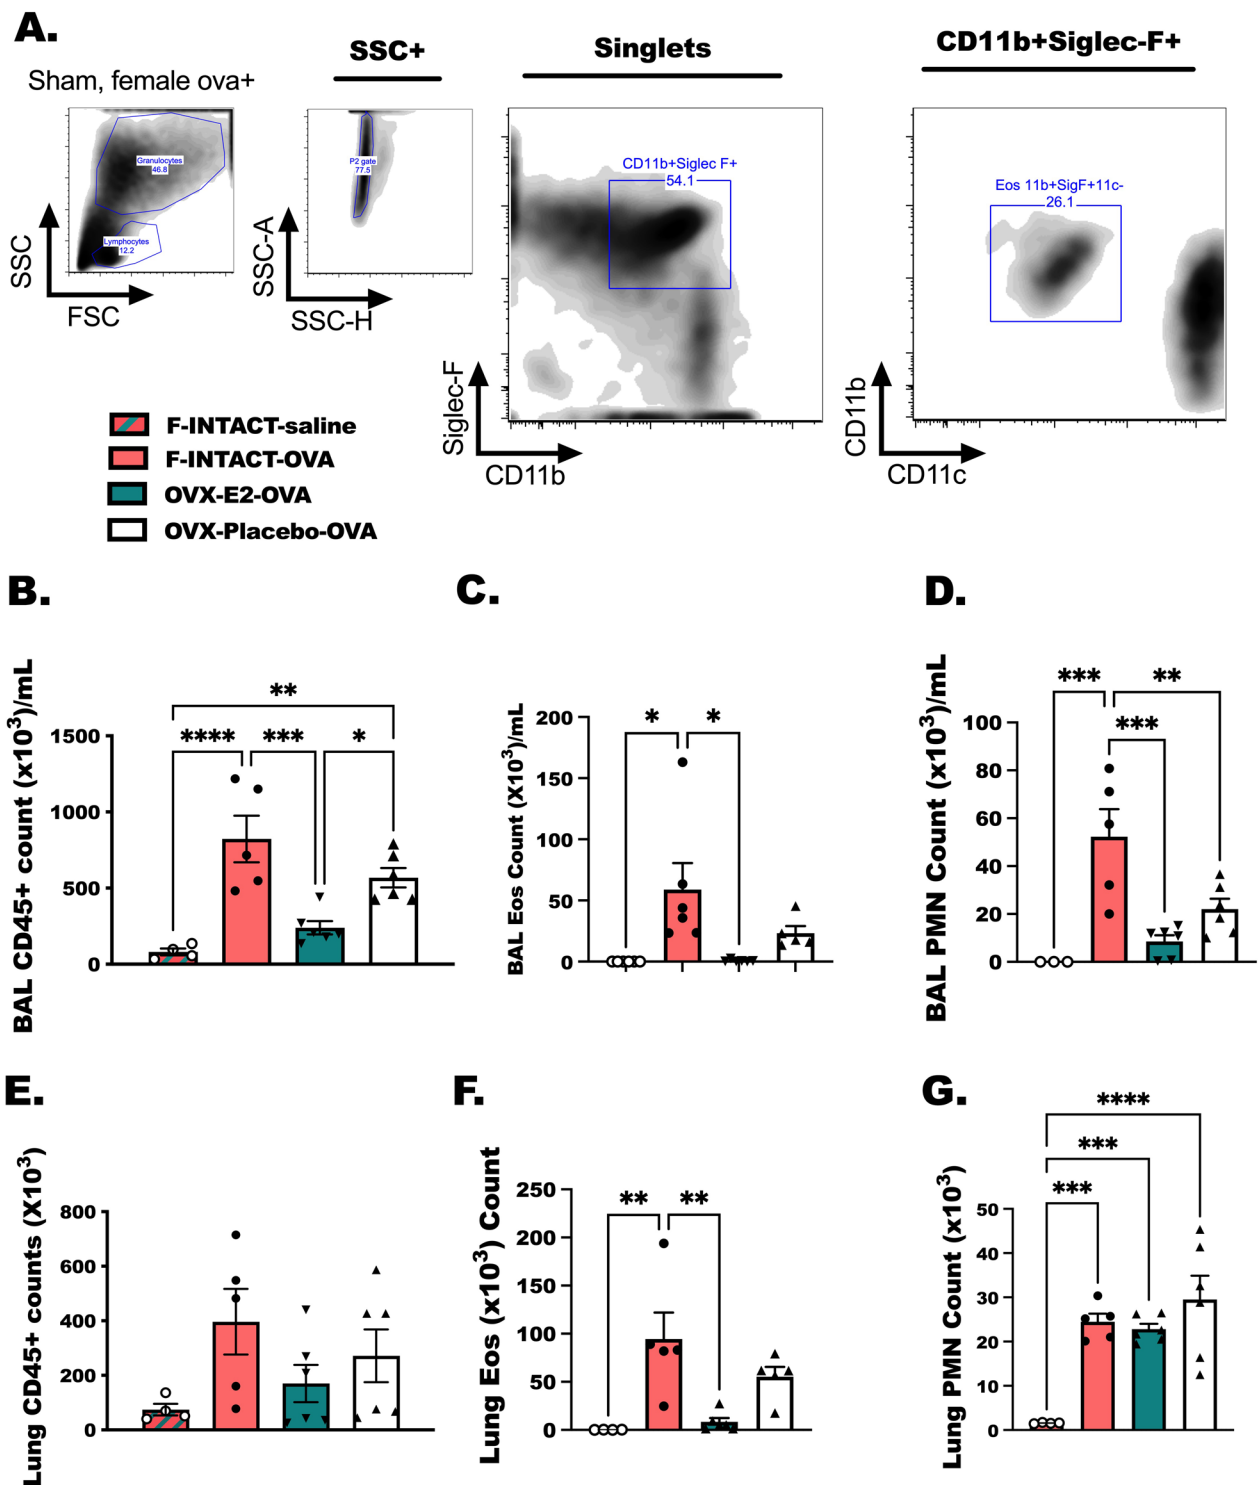 A.
Sham, female ova+
SSC+
Singlets
CD11b+Siglec-F+
Granulocytes
46.8
Lymphocytes
12.2
SSC
FSC
P2 gate
77.5
SSC-A
SSC-H
CD11b+Siglec F+
54.1
Siglec-F
CD11b
Eos 11b+SigF+11c-
26.1
CD11b
CD11c
F-INTACT-saline
F-INTACT-OVA
OVX-E2-OVA
OVX-Placebo-OVA
B.
BAL CD45+ count (x10³)/mL
1500
1000
500
0
**
**** *** *
C.
BAL Eos Count (X10³)/mL
200
150
100
50
0
* *
D.
BAL PMN Count (x10³)/mL
100
80
60
40
20
0
*** **
***
E.
Lung CD45+ counts (X10³)
800
600
400
200
0
F.
Lung Eos (x10³) Count
250
200
150
100
50
0
** **
G.
Lung PMN Count (x10³)
50
40
30
20
10
0
****
***
***